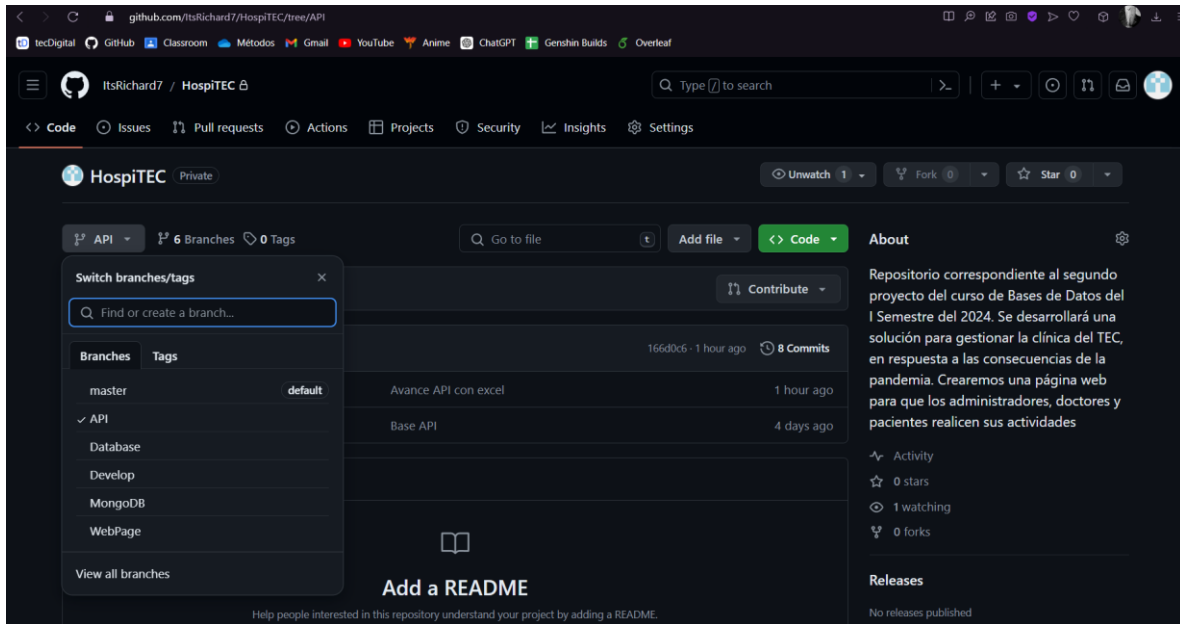 github.com/ItsRichard7/HospiTEC/tree/API
tD tecDigital GitHub Classroom Métodos Gmail YouTube Anime ChatGPT Genshin Builds Overleaf
ItsRichard7 / HospiTEC
Type / to search
Code Issues Pull requests Actions Projects Security Insights Settings
HospiTEC Private
Unwatch 1 Fork 0 Star 0
API 6 Branches 0 Tags
Go to file t Add file Code
Switch branches/tags
Find or create a branch...
Branches Tags
master default
API
Database
Develop
MongoDB
WebPage
View all branches
Contribute
166d0c6 · 1 hour ago 8 Commits
Avance API con excel 1 hour ago
Base API 4 days ago
Add a README
Help people interested in this repository understand your project by adding a README.
About
Repositorio correspondiente al segundo
proyecto del curso de Bases de Datos del
I Semestre del 2024. Se desarrollará una
solución para gestionar la clínica del TEC,
en respuesta a las consecuencias de la
pandemia. Crearemos una página web
para que los administradores, doctores y
pacientes realicen sus actividades
Activity
0 stars
1 watching
0 forks
Releases
No releases published